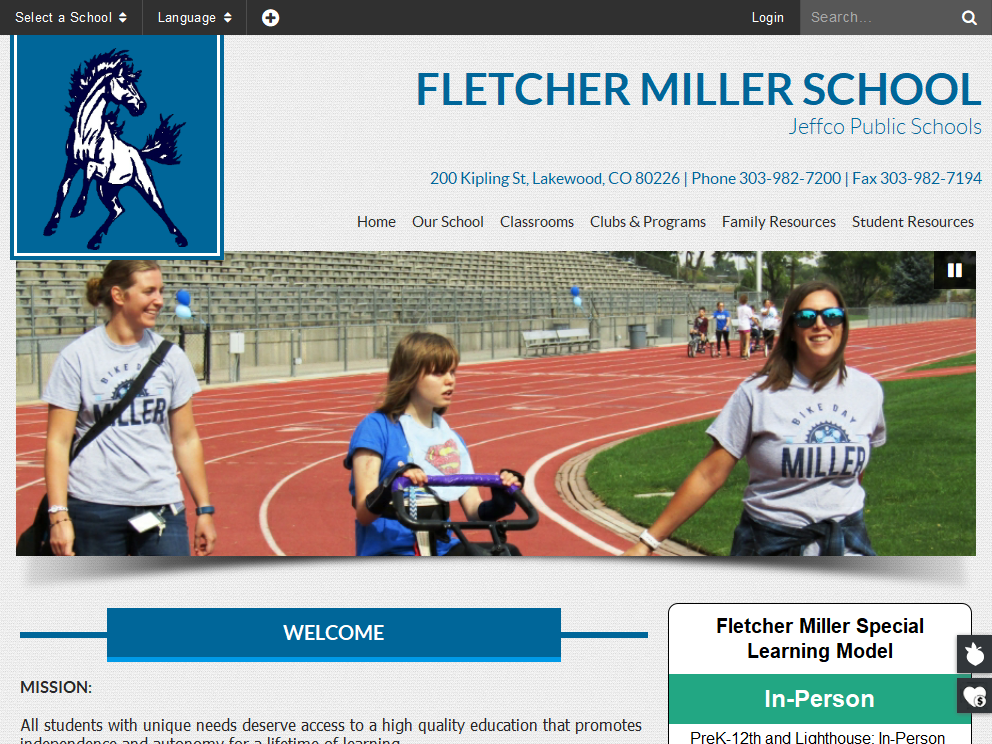 Select a School
Language
Login
Search...
FLETCHER MILLER SCHOOL
Jeffco Public Schools
200 Kipling St, Lakewood, CO 80226 | Phone 303-982-7200 | Fax 303-982-7194
Home Our School Classrooms Clubs & Programs Family Resources Student Resources
BIKE DAY
MILLER
BIKE DAY
MILLER
WELCOME
MISSION:
All students with unique needs deserve access to a high quality education that promotes
independence and autonomy for a lifetime of learning.
Fletcher Miller Special
Learning Model
In-Person
PreK-12th and Lighthouse: In-Person